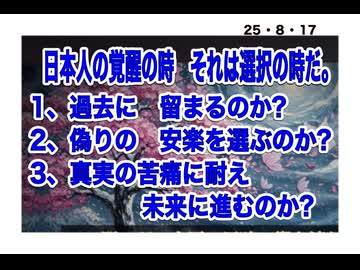 25・8・17
日本人の覚醒の時　それは選択の時だ。
1、過去に　留まるのか?
2、偽りの　安楽を選ぶのか?
3、真実の苦痛に耐え
未来に進むのか?